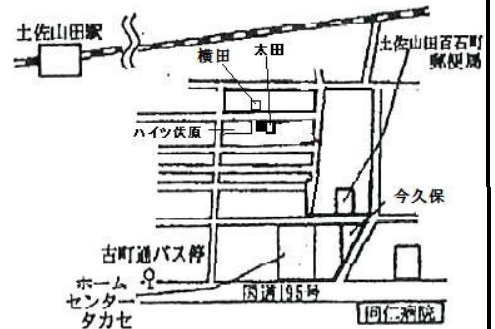 土佐山田駅
横田
太田
土佐山田百石町
郵便局
ハイツ伏原
今久保
古町通バス停
ホーム
センター
タカセ
国道195号
同仁病院